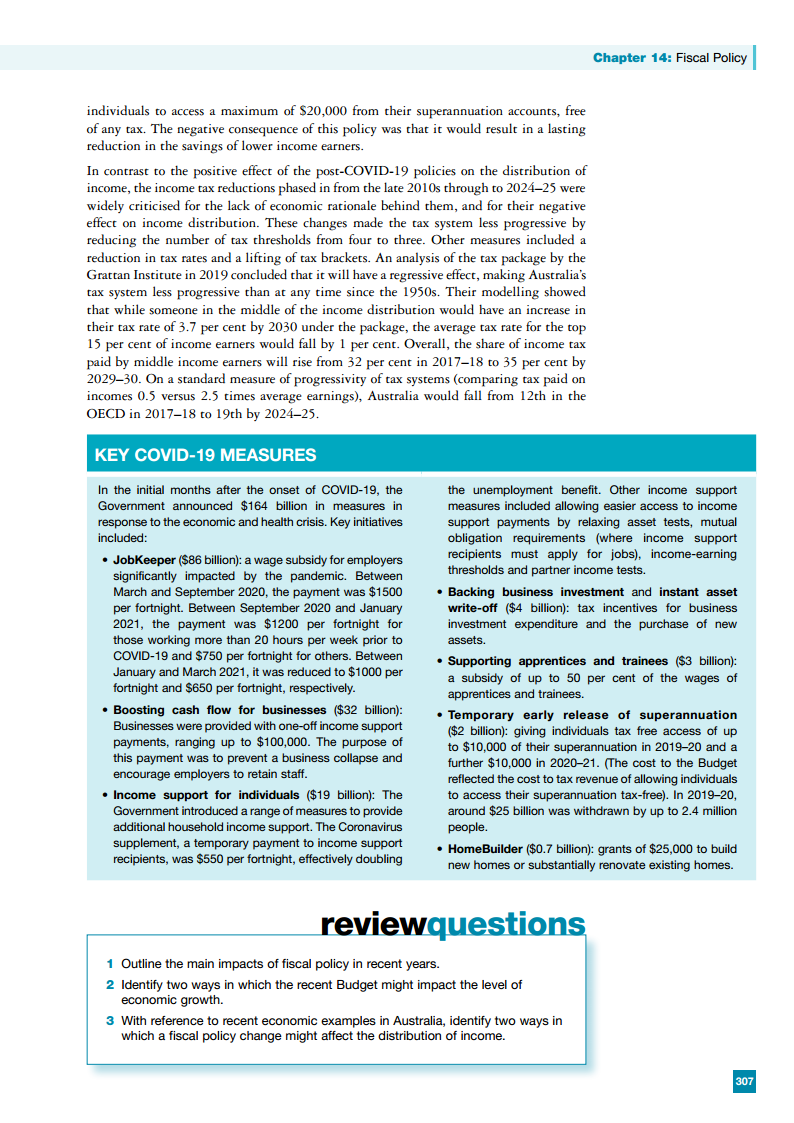 Chapter 14: Fiscal Policy
individuals to access a maximum of $20,000 from their superannuation accounts, free
of any tax. The negative consequence of this policy was that it would result in a lasting
reduction in the savings of lower income earners.
In contrast to the positive effect of the post-COVID-19 policies on the distribution of
income, the income tax reductions phased in from the late 2010s through to 2024–25 were
widely criticised for the lack of economic rationale behind them, and for their negative
effect on income distribution. These changes made the tax system less progressive by
reducing the number of tax thresholds from four to three. Other measures included a
reduction in tax rates and a lifting of tax brackets. An analysis of the tax package by the
Grattan Institute in 2019 concluded that it will have a regressive effect, making Australia's
tax system less progressive than at any time since the 1950s. Their modelling showed
that while someone in the middle of the income distribution would have an increase in
their tax rate of 3.7 per cent by 2030 under the package, the average tax rate for the top
15 per cent of income earners would fall by 1 per cent. Overall, the share of income tax
paid by middle income earners will rise from 32 per cent in 2017–18 to 35 per cent by
2029–30. On a standard measure of progressivity of tax systems (comparing tax paid on
incomes 0.5 versus 2.5 times average earnings), Australia would fall from 12th in the
OECD in 2017–18 to 19th by 2024–25.
KEY COVID-19 MEASURES
In the initial months after the onset of COVID-19, the
Government announced $164 billion in measures in
response to the economic and health crisis. Key initiatives
included:
• JobKeeper ($86 billion): a wage subsidy for employers
significantly impacted by the pandemic. Between
March and September 2020, the payment was $1500
per fortnight. Between September 2020 and January
2021, the payment was $1200 per fortnight for
those working more than 20 hours per week prior to
COVID-19 and $750 per fortnight for others. Between
January and March 2021, it was reduced to $1000 per
fortnight and $650 per fortnight, respectively.
• Boosting cash flow for businesses ($32 billion):
Businesses were provided with one-off income support
payments, ranging up to $100,000. The purpose of
this payment was to prevent a business collapse and
encourage employers to retain staff.
• Income support for individuals ($19 billion): The
Government introduced a range of measures to provide
additional household income support. The Coronavirus
supplement, a temporary payment to income support
recipients, was $550 per fortnight, effectively doubling
the unemployment benefit. Other income support
measures included allowing easier access to income
support payments by relaxing asset tests, mutual
obligation requirements (where income support
recipients must apply for jobs), income-earning
thresholds and partner income tests.
• Backing business investment and instant asset
write-off ($4 billion): tax incentives for business
investment expenditure and the purchase of new
assets.
• Supporting apprentices and trainees ($3 billion):
a subsidy of up to 50 per cent of the wages of
apprentices and trainees.
• Temporary early release of superannuation
($2 billion): giving individuals tax free access of up
to $10,000 of their superannuation in 2019–20 and a
further $10,000 in 2020–21. (The cost to the Budget
reflected the cost to tax revenue of allowing individuals
to access their superannuation tax-free). In 2019–20,
around $25 billion was withdrawn by up to 2.4 million
people.
• HomeBuilder ($0.7 billion): grants of $25,000 to build
new homes or substantially renovate existing homes.
reviewquestions
1 Outline the main impacts of fiscal policy in recent years.
2 Identify two ways in which the recent Budget might impact the level of
economic growth.
3 With reference to recent economic examples in Australia, identify two ways in
which a fiscal policy change might affect the distribution of income.
307